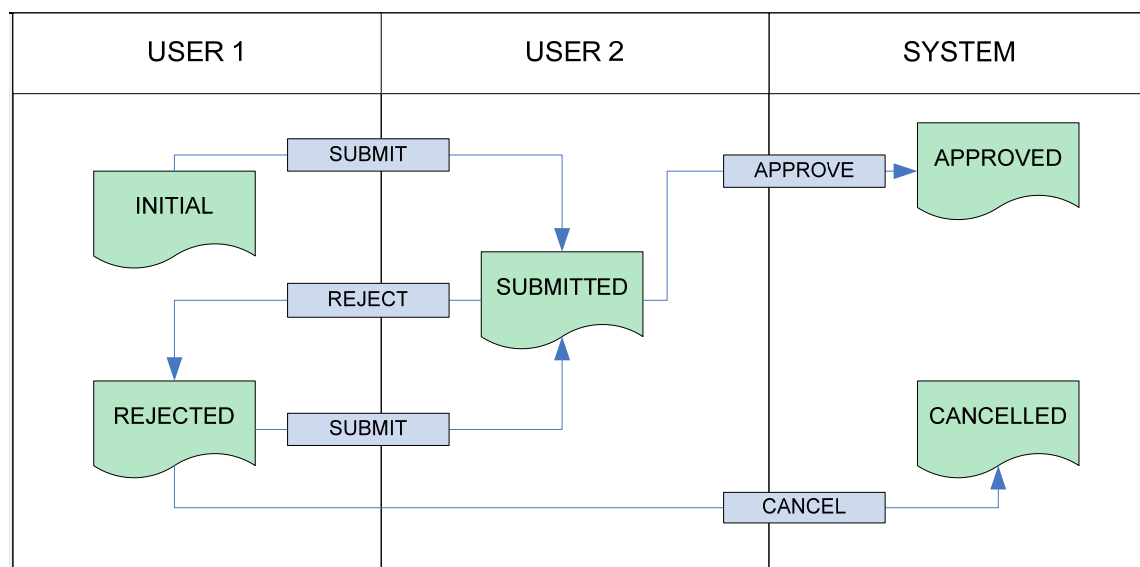 USER 1
USER 2
SYSTEM
SUBMIT
APPROVE
APPROVED
INITIAL
SUBMITTED
REJECT
REJECTED
SUBMIT
CANCELLED
CANCEL